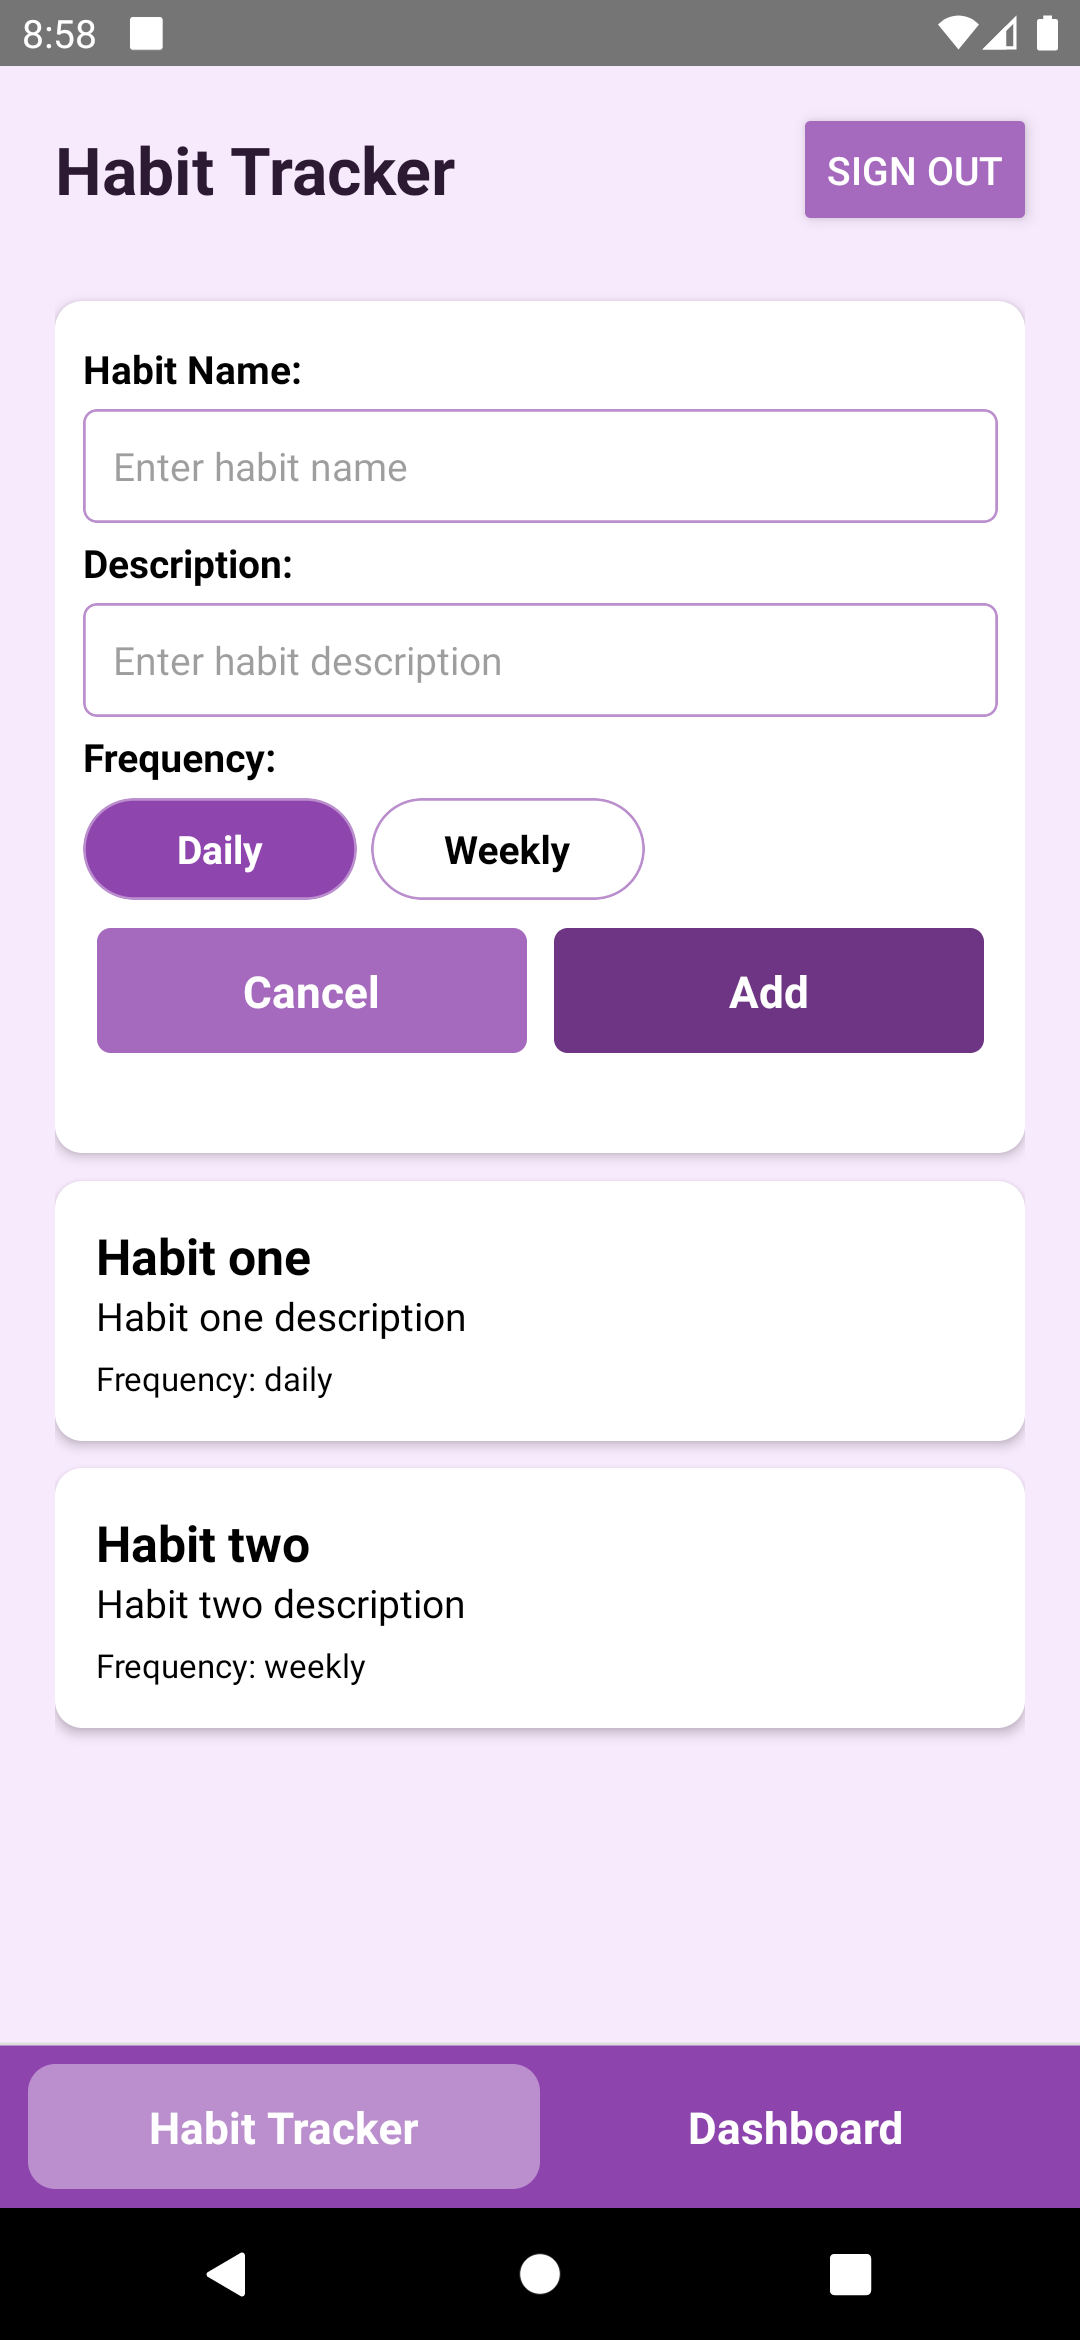 8:58
Habit Tracker
SIGN OUT
Habit Name:
Enter habit name
Description:
Enter habit description
Frequency:
Daily Weekly
Cancel Add
Habit one
Habit one description
Frequency: daily
Habit two
Habit two description
Frequency: weekly
Habit Tracker Dashboard